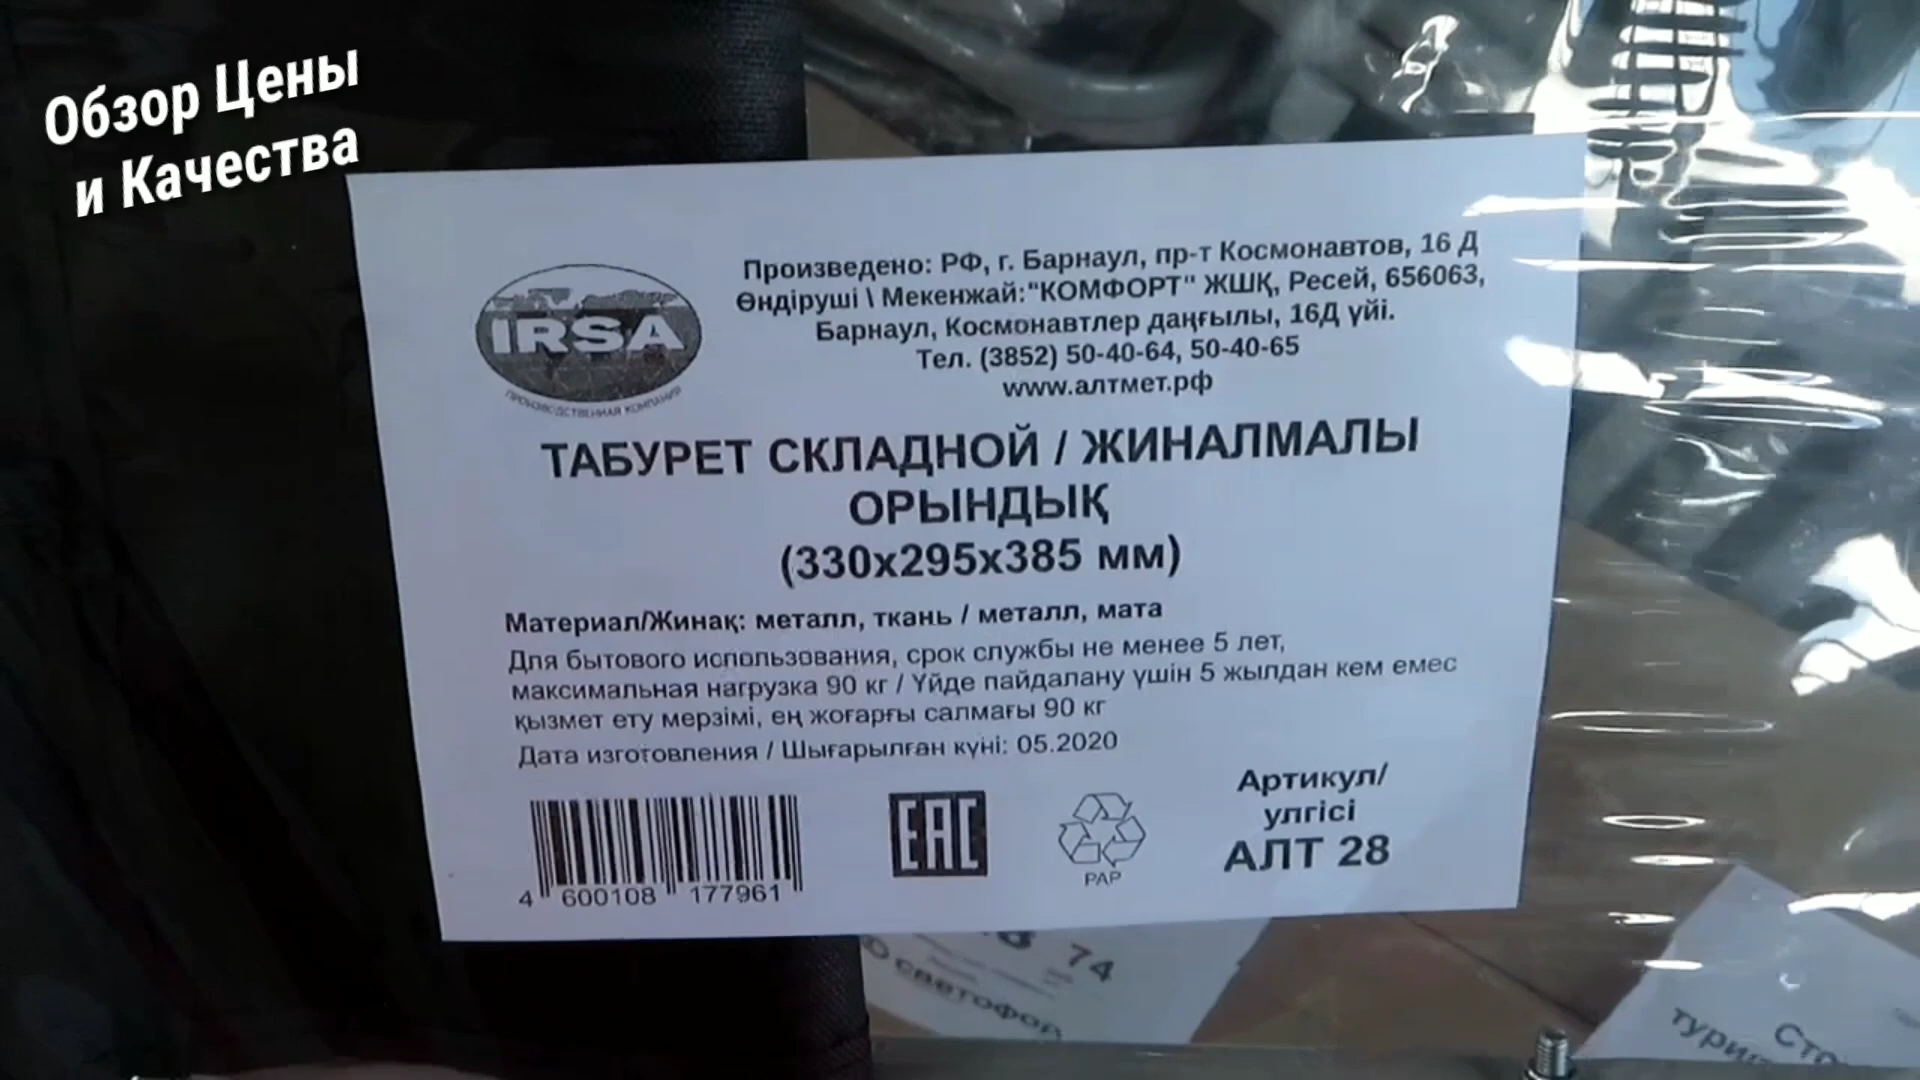 Обзор Цены
и Качества
Произведено: РФ, г. Барнаул, пр-т Космонавтов, 16 Д
Өндіруші \ Мекенжай:"КОМФОРТ" ЖШҚ, Ресей, 656063,
Барнаул, Космонавтлер даңғылы, 16Д үйі.
Тел. (3852) 50-40-64, 50-40-65
www.алтмет.рф
IRSA
ПРОИЗВОДСТВЕННАЯ КОМПАНИЯ
ТАБУРЕТ СКЛАДНОЙ / ЖИНАЛМАЛЫ
ОРЫНДЫҚ
(330х295х385 мм)
Материал/Жинақ: металл, ткань / металл, мата
Для бытового использования, срок службы не менее 5 лет,
максимальная нагрузка 90 кг / Үйде пайдалану үшін 5 жылдан кем емес
қызмет ету мерзімі, ең жоғарғы салмағы 90 кг
Дата изготовления / Шығарылған күні: 05.2020
Артикул/
үлгісі
АЛТ 28
EAC
PAP
4 600108 177961
74
светофор